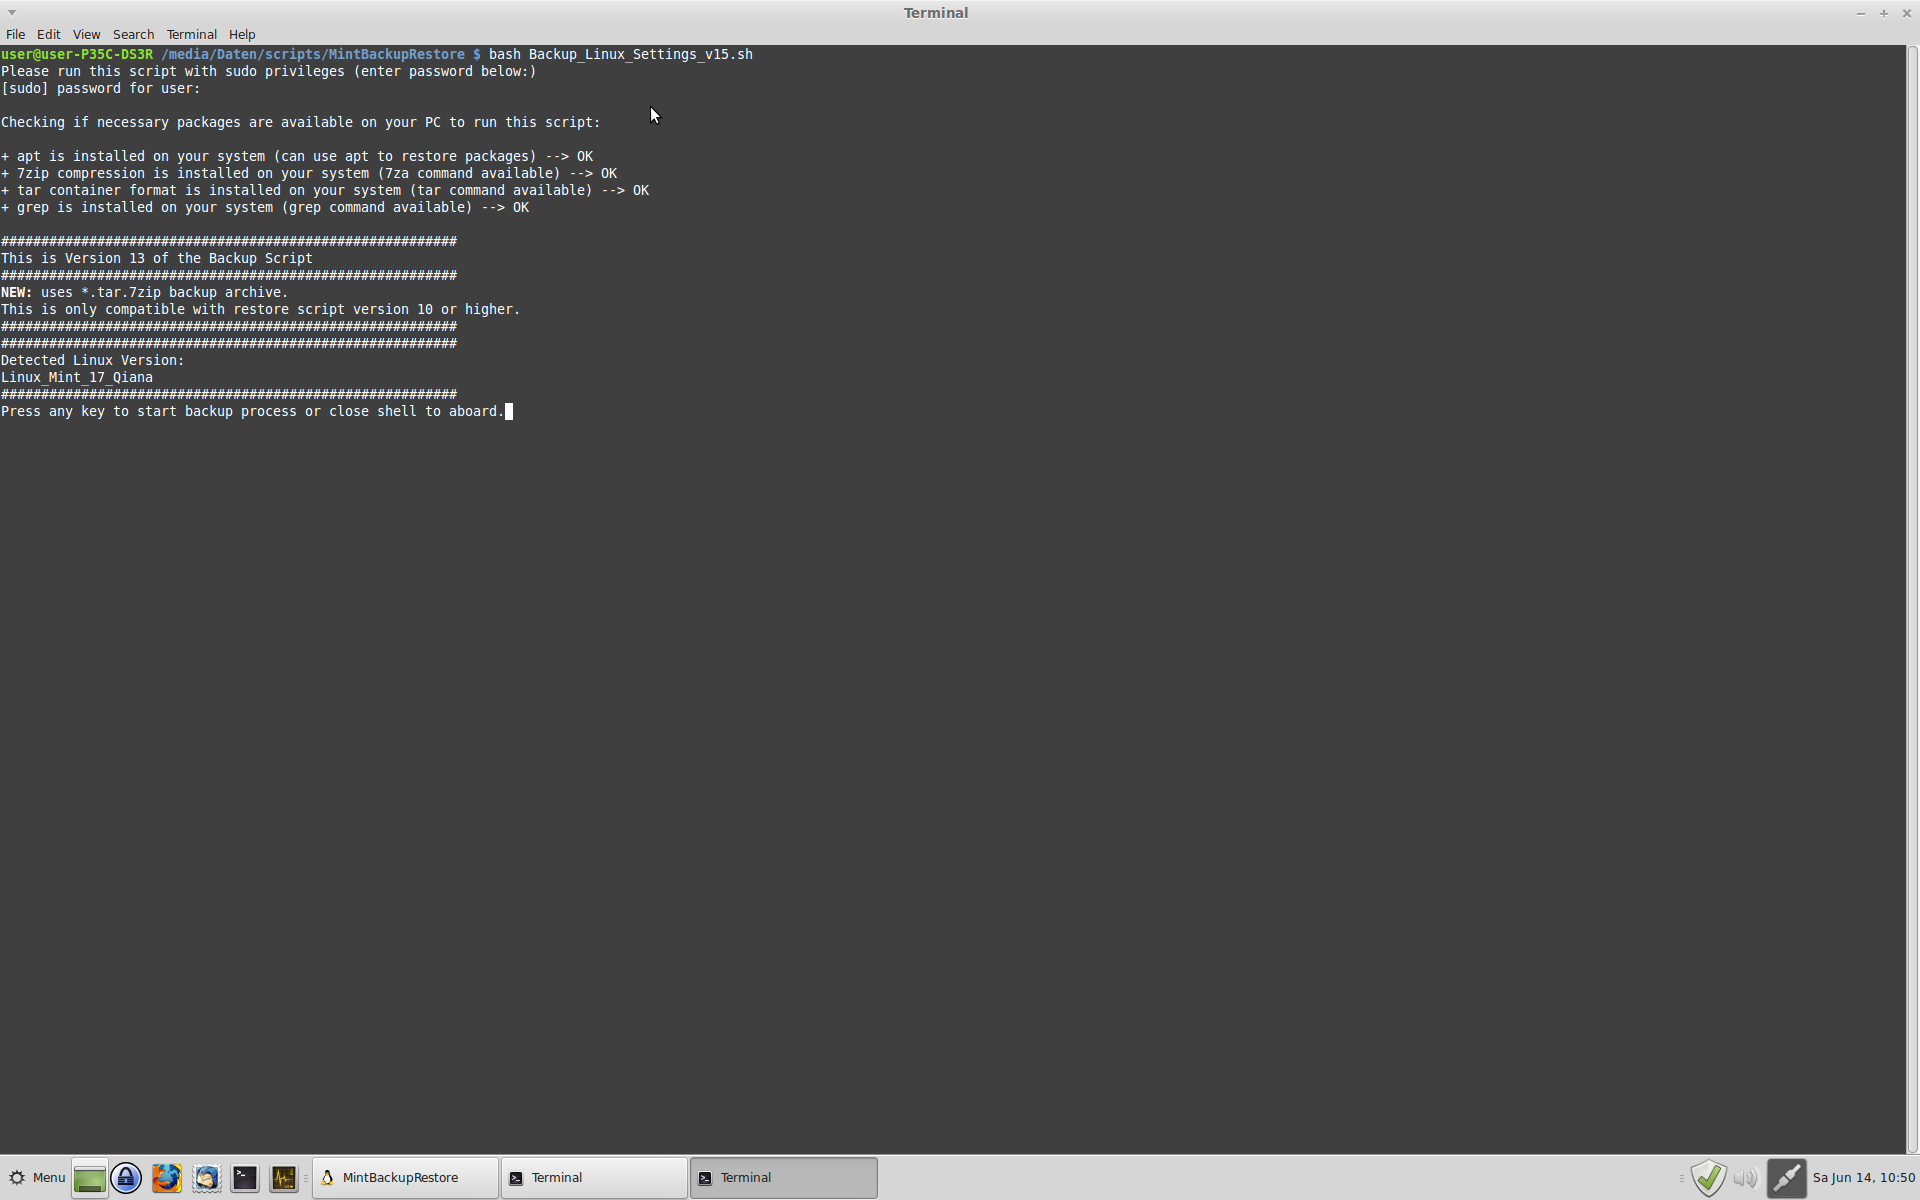 Terminal
File Edit View Search Terminal Help
user@user-P35C-DS3R /media/Daten/scripts/MintBackupRestore $ bash Backup_Linux_Settings_v15.sh
Please run this script with sudo privileges (enter password below:)
[sudo] password for user:
Checking if necessary packages are available on your PC to run this script:
+ apt is installed on your system (can use apt to restore packages) --> OK
+ 7zip compression is installed on your system (7za command available) --> OK
+ tar container format is installed on your system (tar command available) --> OK
+ grep is installed on your system (grep command available) --> OK
#########################################################
This is Version 13 of the Backup Script
#########################################################
NEW: uses *.tar.7zip backup archive.
This is only compatible with restore script version 10 or higher.
#########################################################
#########################################################
Detected Linux Version:
Linux_Mint_17_Qiana
#########################################################
Press any key to start backup process or close shell to aboard.
Menu MintBackupRestore Terminal Terminal Sa Jun 14, 10:50